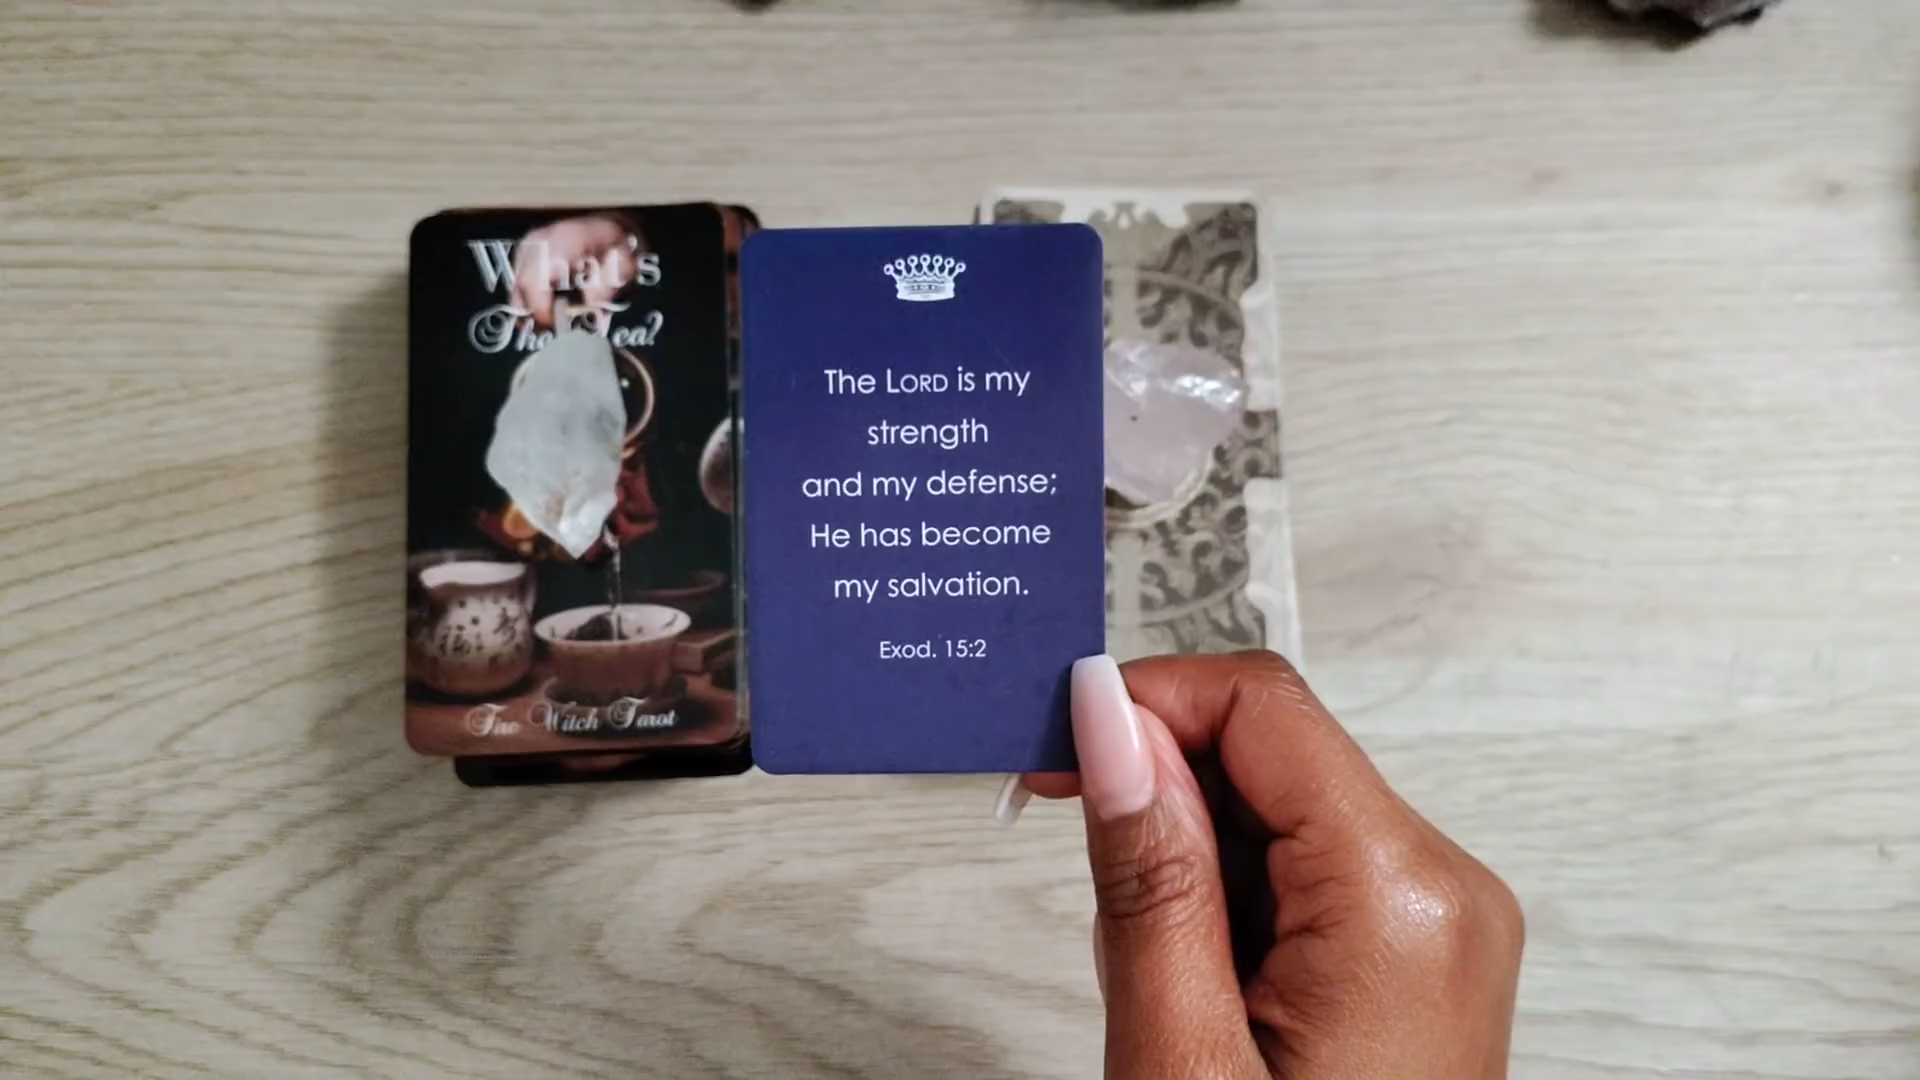 What's
The Tea?
Fire Witch Tarot
The LORD is my
strength
and my defense;
He has become
my salvation.
Exod. 15:2